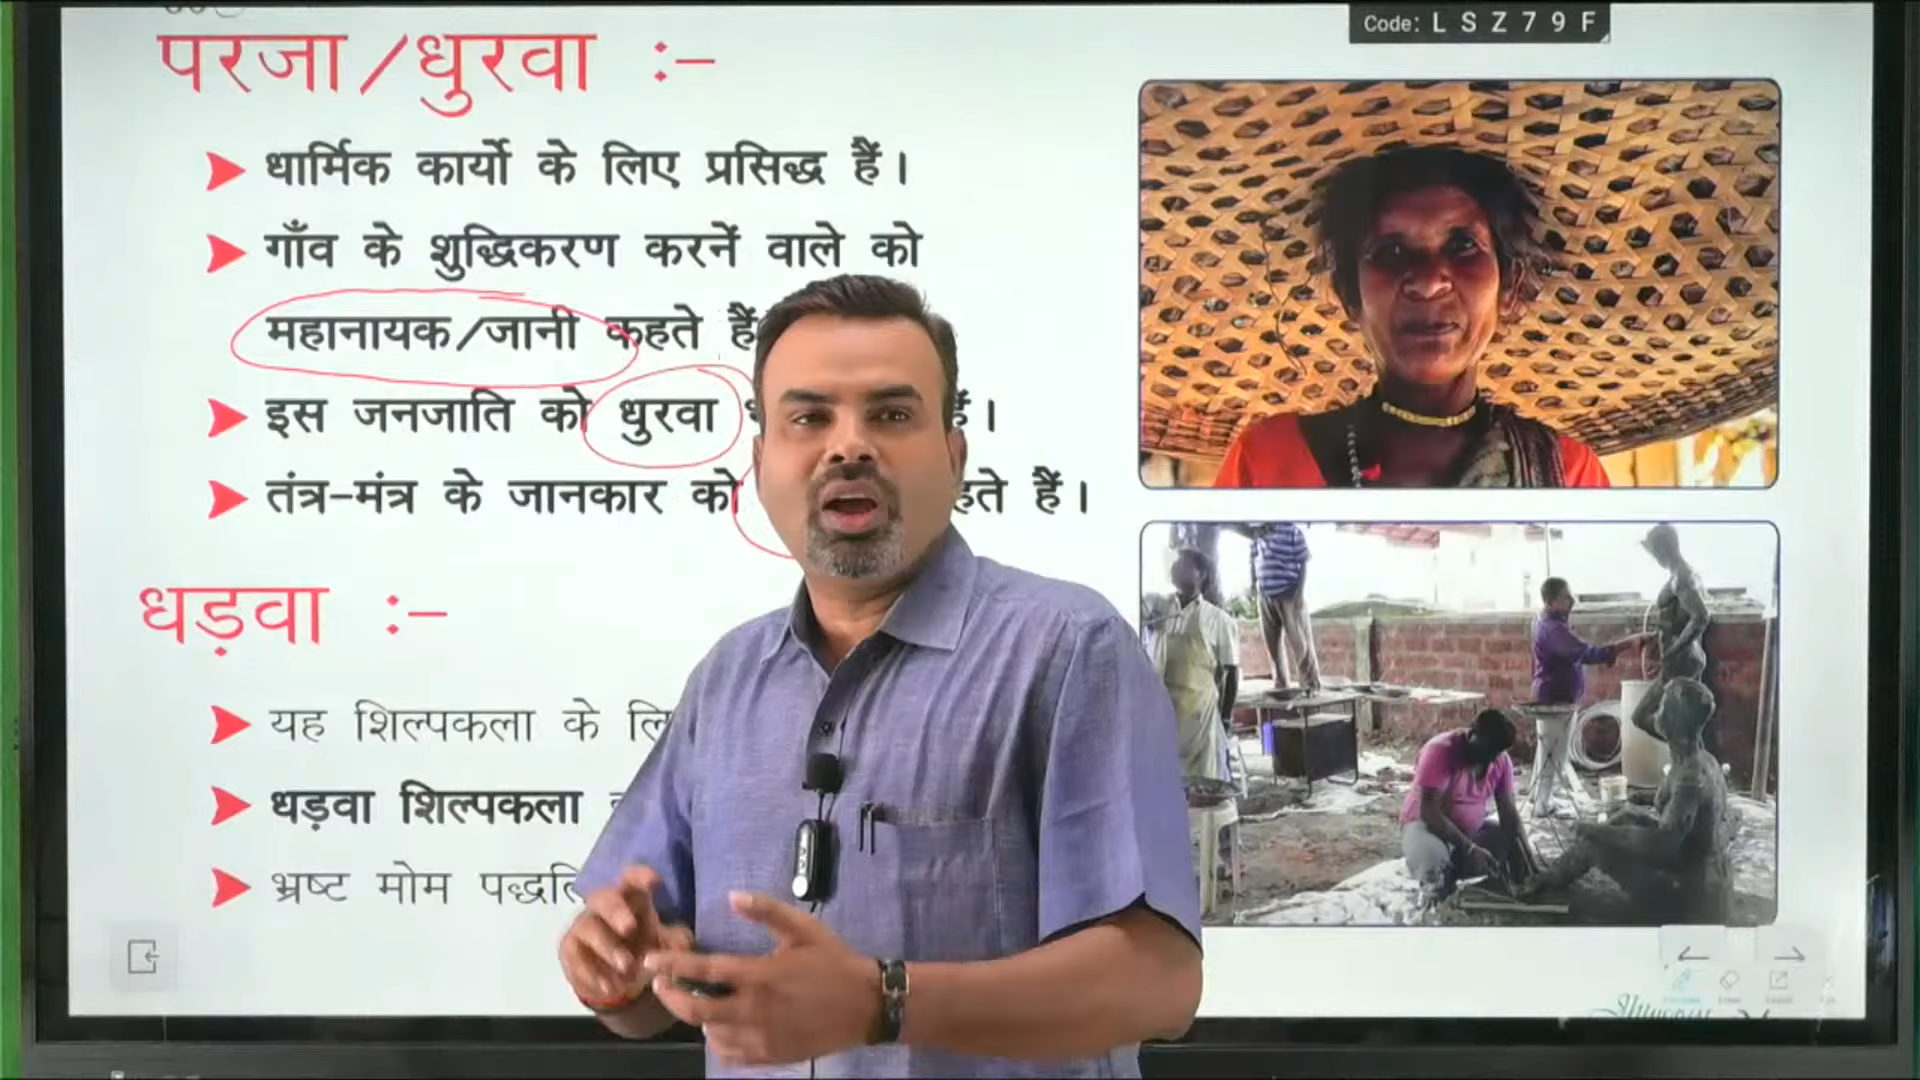 Code: L S Z 7 9 F
परजा/धुरवा :–
धार्मिक कार्यो के लिए प्रसिद्ध हैं।
गाँव के शुद्धिकरण करनें वाले को
महानायक/जानी कहते हैं
इस जनजाति को धुरवा हैं।
तंत्र–मंत्र के जानकार को हते हैं।
धड़वा :–
यह शिल्पकला के लि
धड़वा शिल्पकला
भ्रष्ट मोम पद्धति